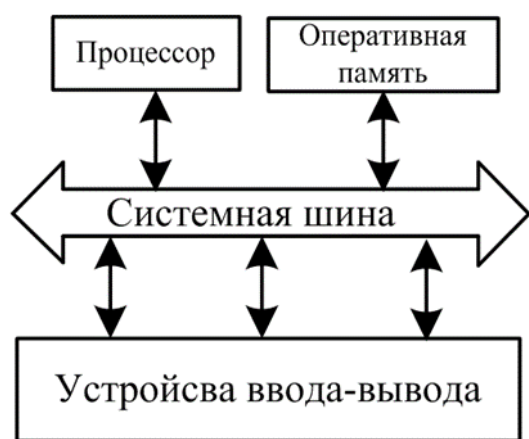 Процессор
Оперативная
память
Системная шина
Устройсва ввода-вывода